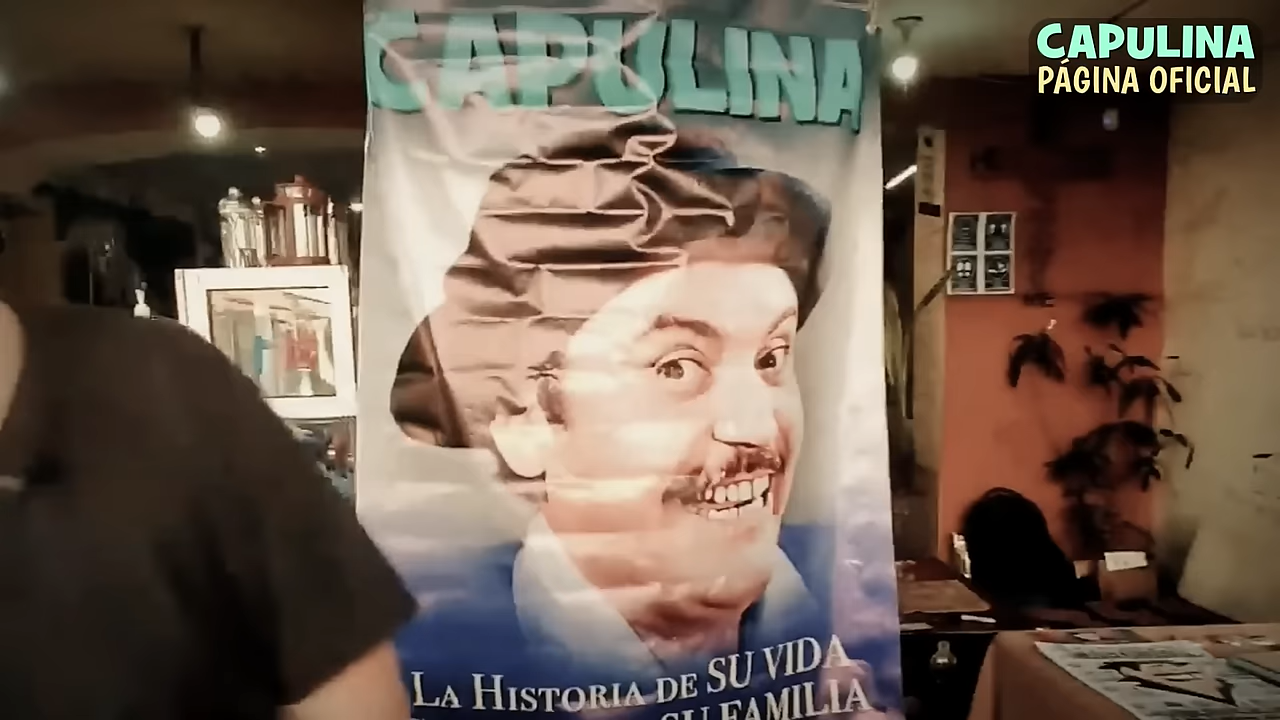 CAPULINA
CAPULINA
PÁGINA OFICIAL
LA HISTORIA DE SU VIDA
SU FAMILIA